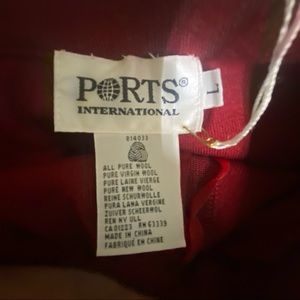 PORTS®
INTERNATIONAL
L
814033
ALL PURE WOOL
PURE VIRGIN WOOL
PURE LAINE VIERGE
PURE NEW WOOL
REINE SCHURWOLLE
PURA LANA VERGINE
ZUIVER SCHEERWOL
REN NY ULL
CA01223 RN 63339
MADE IN CHINA
FABRIQUÉ EN CHINE